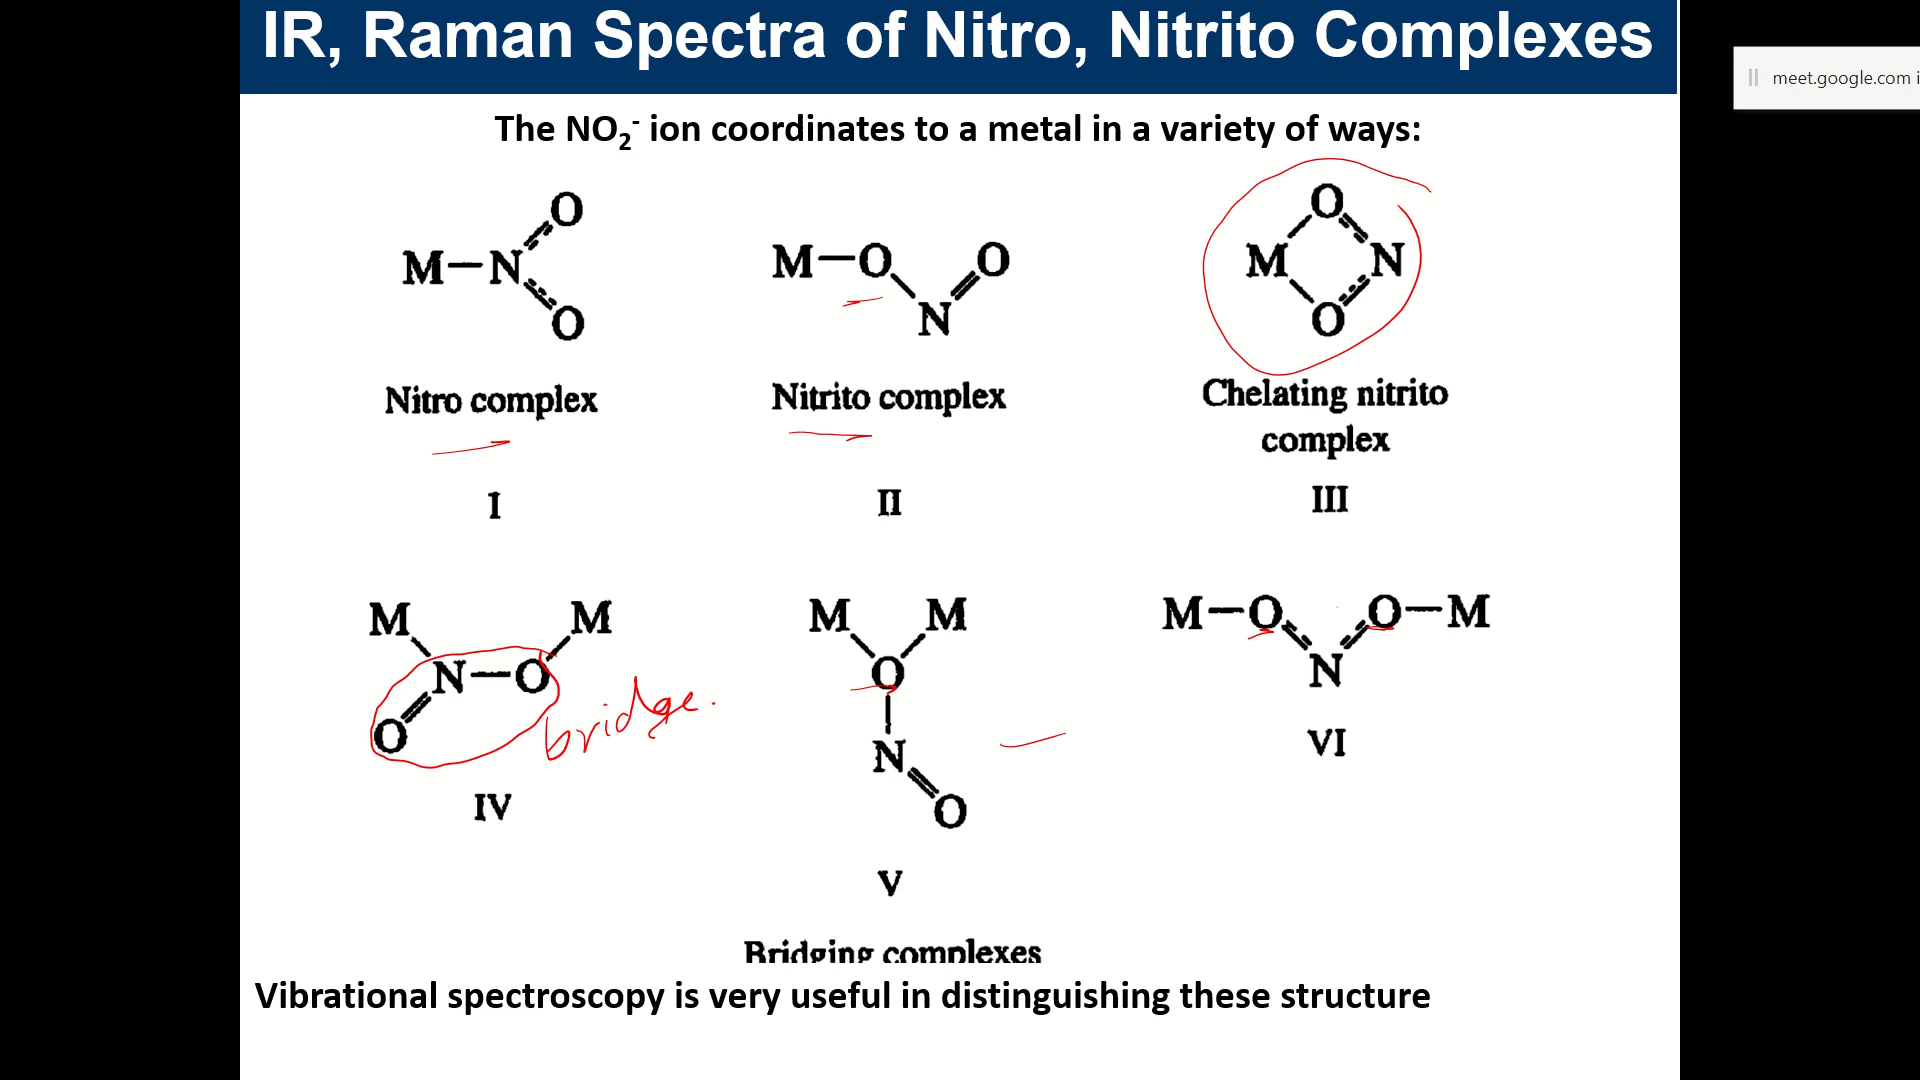 IR, Raman Spectra of Nitro, Nitrito Complexes
meet.google.com i
The NO₂⁻ ion coordinates to a metal in a variety of ways:
M—N O O
M—O N O
M O O N
Nitro complex
Nitrito complex
Chelating nitrito
complex
I
II
III
M N—O M O
M M O N O
M—O N O—M
bridge.
IV
V
VI
Bridging complexes
Vibrational spectroscopy is very useful in distinguishing these structure